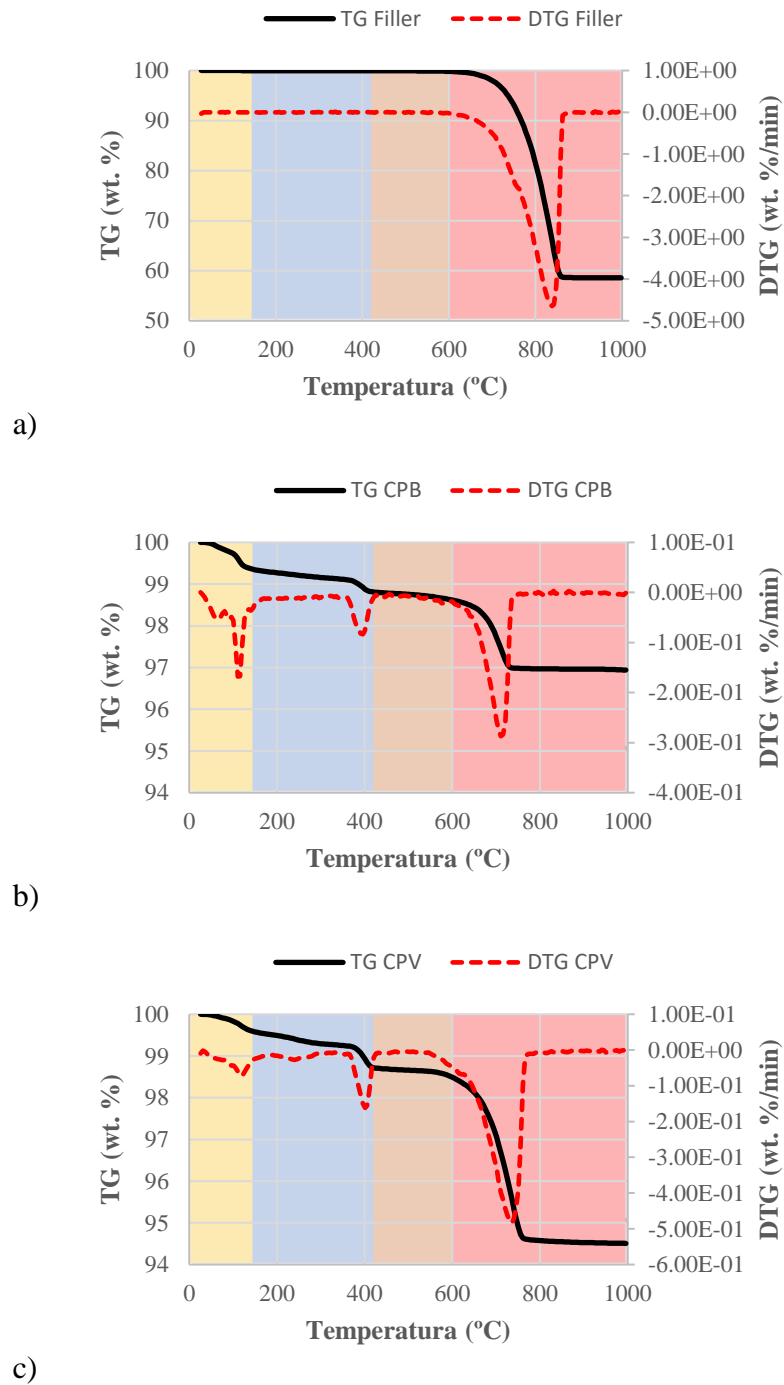 TG Filler DTG Filler
100 1.00E+00
90 0.00E+00
80 -1.00E+00
70 -2.00E+00
60 -3.00E+00
50 -4.00E+00
-5.00E+00
TG (wt. %)
DTG (wt. %/min)
0 200 400 600 800 1000
Temperatura (ºC)
a)
TG CPB DTG CPB
100 1.00E-01
99 0.00E+00
98 -1.00E-01
97 -2.00E-01
96 -3.00E-01
95 -4.00E-01
94
TG (wt. %)
DTG (wt. %/min)
0 200 400 600 800 1000
Temperatura (ºC)
b)
TG CPV DTG CPV
100 1.00E-01
99 0.00E+00
98 -1.00E-01
97 -2.00E-01
96 -3.00E-01
95 -4.00E-01
94 -5.00E-01
-6.00E-01
TG (wt. %)
DTG (wt. %/min)
0 200 400 600 800 1000
Temperatura (ºC)
c)